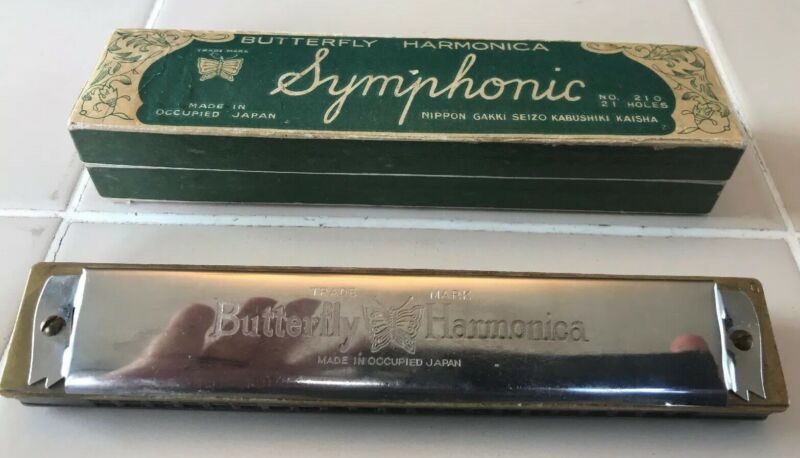 BUTTERFLY HARMONICA
TRADE MARK
Symphonic
NO. 210
21 HOLES
MADE IN
OCCUPIED JAPAN
NIPPON GAKKI SEIZO KABUSHIKI KAISHA
TRADE MARK
Butterfly Harmonica
MADE IN OCCUPIED JAPAN